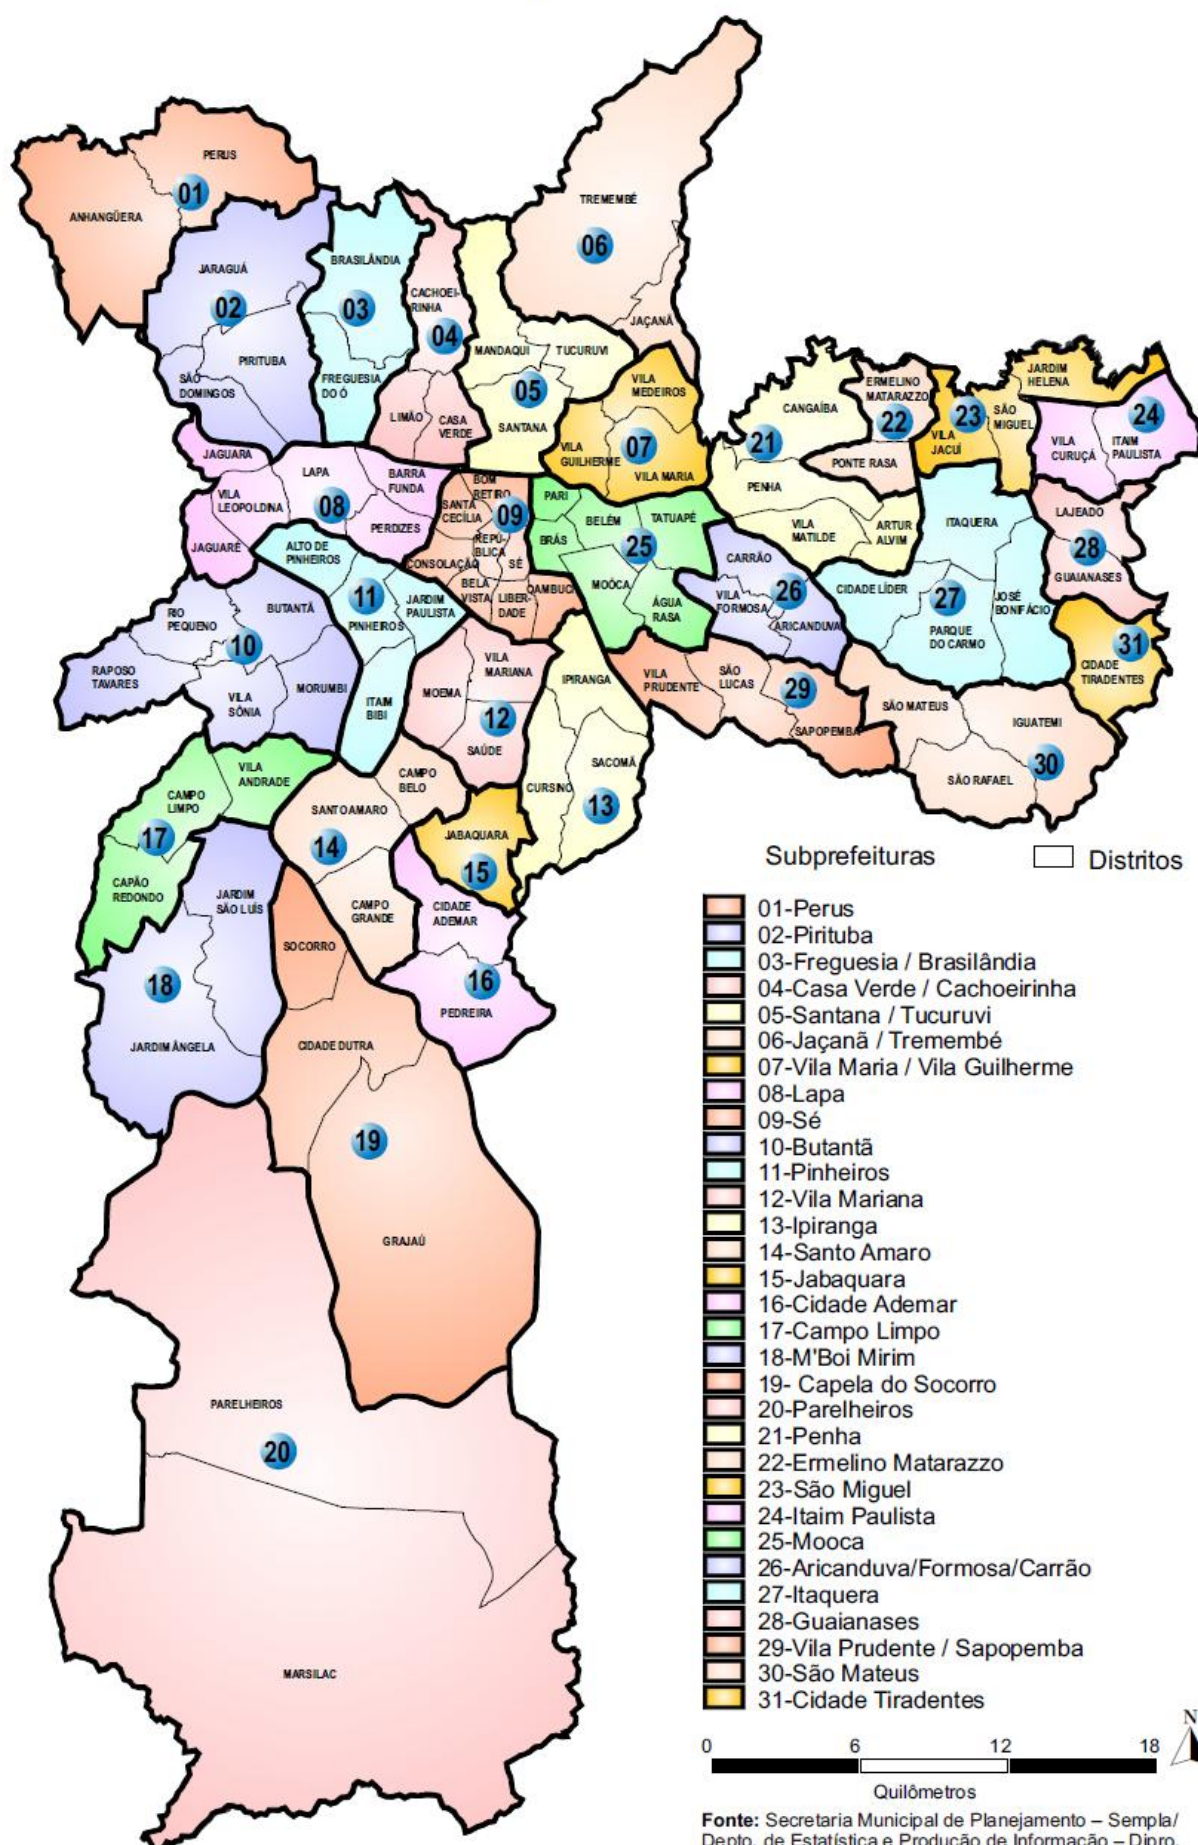 PERUS
01
ANHANGÜERA
TREMEMBÉ
06
JAÇANÃ
JARAGUÁ
02
PIRITUBA
SÃO
DOMINGOS
BRASILÂNDIA
03
FREGUESIA
DO Ó
CACHOEI-
RINHA
04
LIMÃO
CASA
VERDE
MANDAQUI
TUCURUVI
05
SANTANA
VILA
MEDEIROS
07
VILA
GUILHERME
VILA MARIA
CANGAÍBA
21
PENHA
VILA
MATILDE
ARTUR
ALVIM
ERMELINO
MATARAZZO
22
PONTE RASA
23
VILA
JACUÍ
SÃO
MIGUEL
JARDIM
HELENA
24
VILA
CURUÇÁ
ITAIM
PAULISTA
JAGUARA
LAPA
BARRA
FUNDA
VILA
LEOPOLDINA
08
PERDIZES
JAGUARÉ
BOM
RETIRO
SANTA
CECÍLIA
09
REPÚ-
BLICA
SÉ
CONSOLAÇÃO
BELA
VISTA
LIBER-
DADE
CAMBUCI
PARI
BELÉM
TATUAPÉ
BRÁS
25
MOÓCA
ÁGUA
RASA
CARRÃO
VILA
FORMOSA
26
ARICANDUVA
ITAQUERA
CIDADE LÍDER
27
JOSÉ
BONIFÁCIO
PARQUE
DO CARMO
LAJEADO
28
GUAIANASES
31
CIDADE
TIRADENTES
ALTO DE
PINHEIROS
11
JARDIM
PAULISTA
PINHEIROS
ITAIM
BIBI
RIO
PEQUENO
BUTANTÃ
10
RAPOSO
TAVARES
VILA
SÔNIA
MORUMBI
VILA
MARIANA
MOEMA
12
SAÚDE
IPIRANGA
CURSINO
SACOMÃ
13
VILA
PRUDENTE
SÃO
LUCAS
29
SAPOPEMBA
SÃO MATEUS
IGUATEMI
SÃO RAFAEL
30
VILA
ANDRADE
CAMPO
LIMPO
17
CAPÃO
REDONDO
CAMPO
BELO
SANTO AMARO
14
CAMPO
GRANDE
JABAQUARA
15
JARDIM
SÃO LUÍS
18
JARDIM ÂNGELA
SOCORRO
CIDADE
ADEMAR
16
PEDREIRA
CIDADE DUTRA
19
GRAJAÚ
PARELHEIROS
20
MARSILAC
Subprefeituras
Distritos
01-Perus
02-Pirituba
03-Freguesia / Brasilândia
04-Casa Verde / Cachoeirinha
05-Santana / Tucuruvi
06-Jaçanã / Tremembé
07-Vila Maria / Vila Guilherme
08-Lapa
09-Sé
10-Butantã
11-Pinheiros
12-Vila Mariana
13-Ipiranga
14-Santo Amaro
15-Jabaquara
16-Cidade Ademar
17-Campo Limpo
18-M'Boi Mirim
19- Capela do Socorro
20-Parelheiros
21-Penha
22-Ermelino Matarazzo
23-São Miguel
24-Itaim Paulista
25-Mooca
26-Aricanduva/Formosa/Carrão
27-Itaquera
28-Guaianases
29-Vila Prudente / Sapopemba
30-São Mateus
31-Cidade Tiradentes
N
0 6 12 18
Quilômetros
Fonte: Secretaria Municipal de Planejamento – Sempla/
Depto. de Estatística e Produção de Informação – Dipro